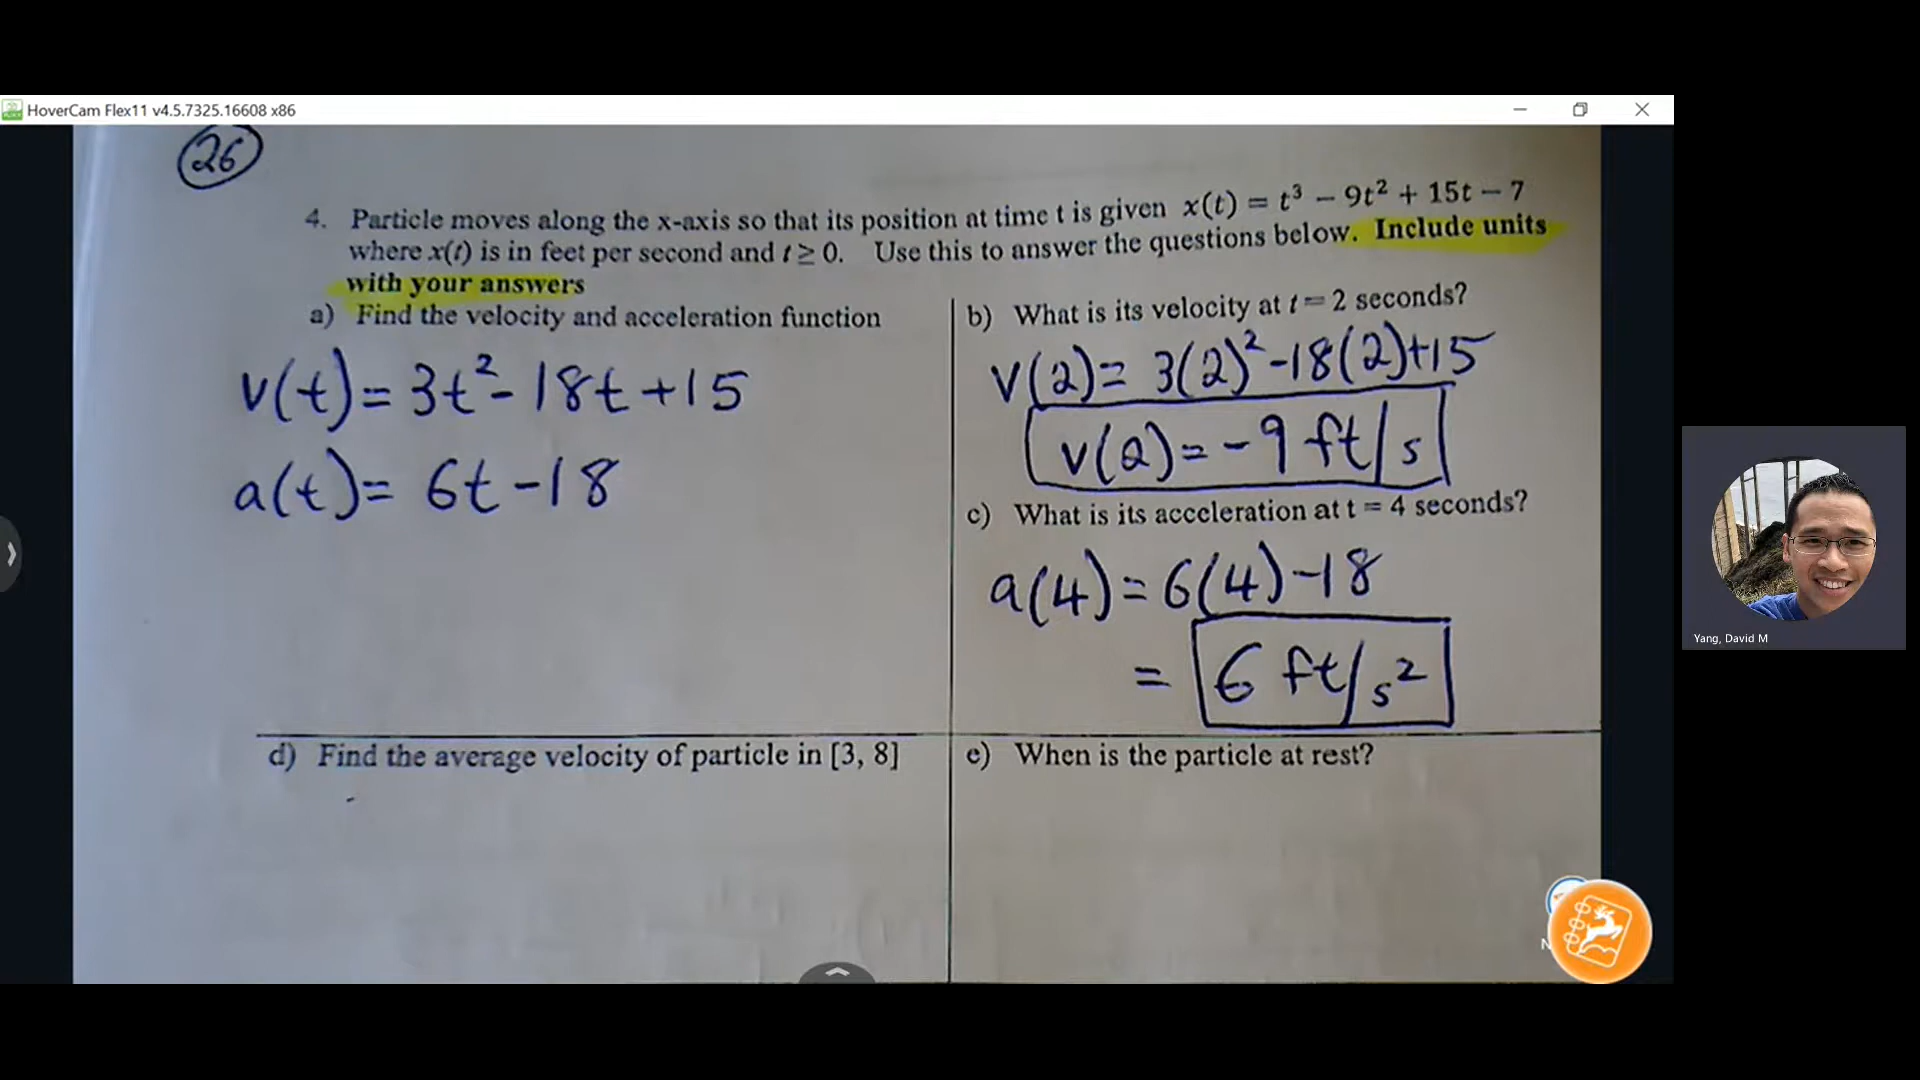 HoverCam Flex11 v4.5.7325.16608 x86
26
4. Particle moves along the x-axis so that its position at time t is given x(t) = t³ − 9t² + 15t − 7
where x(t) is in feet per second and t ≥ 0. Use this to answer the questions below. Include units
with your answers
a) Find the velocity and acceleration function
v(t) = 3t² - 18t + 15
a(t) = 6t - 18
b) What is its velocity at t = 2 seconds?
v(2) = 3(2)² - 18(2) + 15
v(2) = -9 ft/s
c) What is its acceleration at t = 4 seconds?
a(4) = 6(4) - 18
= 6 ft/s²
d) Find the average velocity of particle in [3, 8]
e) When is the particle at rest?
Yang, David M